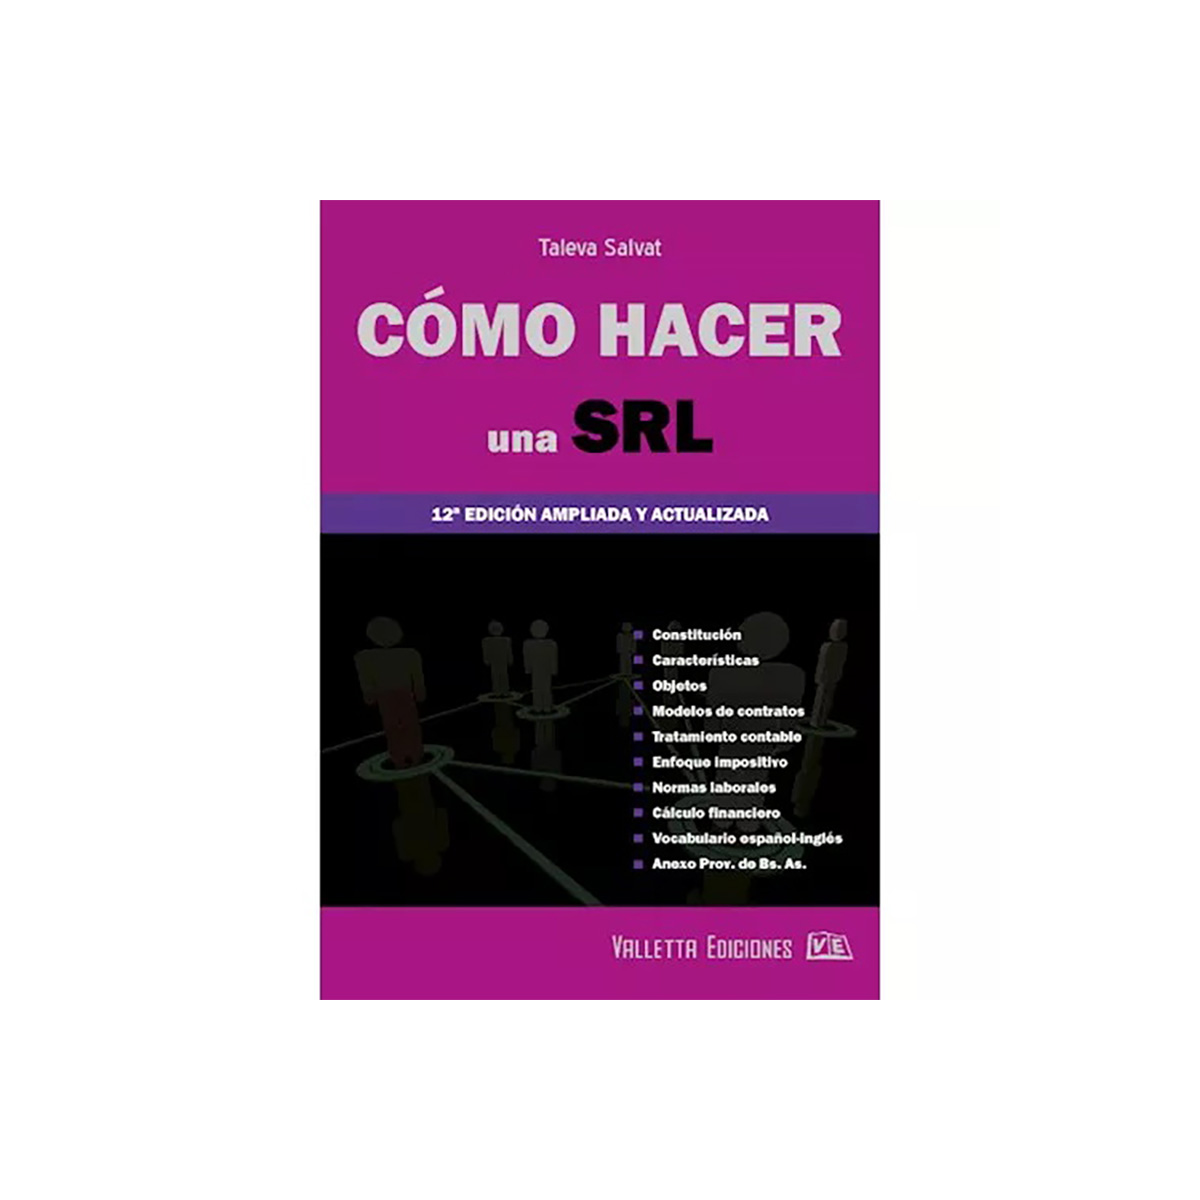 Taleva Salvat
CÓMO HACER
una SRL
12ª EDICIÓN AMPLIADA Y ACTUALIZADA
Constitución
Características
Objetos
Modelos de contratos
Tratamiento contable
Enfoque impositivo
Normas laborales
Cálculo financiero
Vocabulario español-inglés
Anexo Prov. de Bs. As.
VALLETTA EDICIONES VE